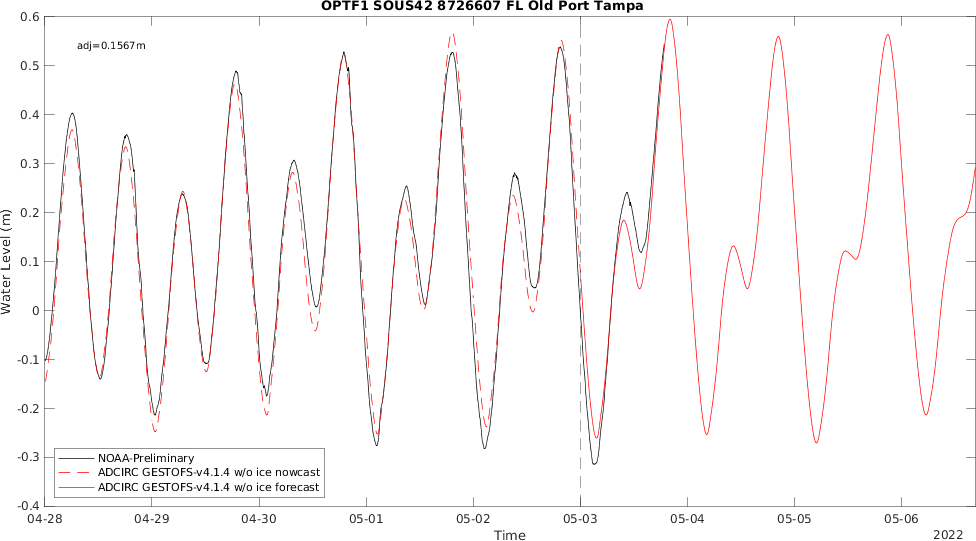 OPTF1 SOUS42 8726607 FL Old Port Tampa
adj=0.1567m
Water Level (m)
0.6
0.5
0.4
0.3
0.2
0.1
0
-0.1
-0.2
-0.3
-0.4
NOAA-Preliminary
ADCIRC GESTOFS-v4.1.4 w/o ice nowcast
ADCIRC GESTOFS-v4.1.4 w/o ice forecast
04-28 04-29 04-30 05-01 05-02 05-03 05-04 05-05 05-06
Time
2022